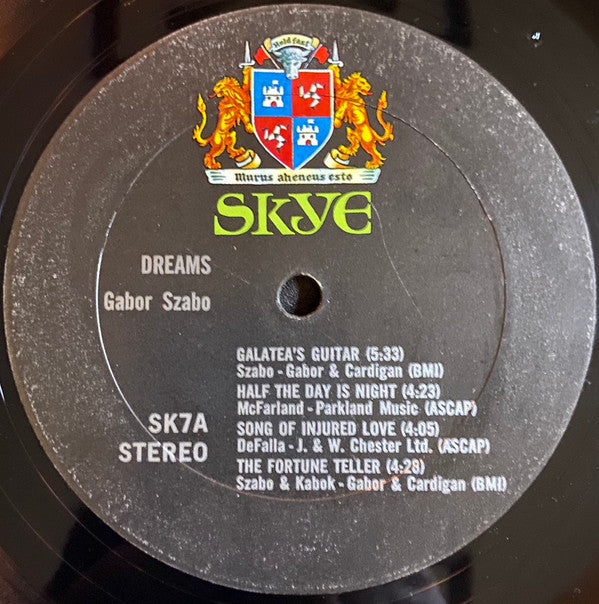 Hold fast
Murus aheneus esto
SKYE
DREAMS
Gabor Szabo
GALATEA'S GUITAR (5:33)
Szabo - Gabor & Cardigan (BMI)
HALF THE DAY IS NIGHT (4:23)
McFarland - Parkland Music (ASCAP)
SONG OF INJURED LOVE (4:05)
DeFalla - J. & W. Chester Ltd. (ASCAP)
THE FORTUNE TELLER (4:28)
Szabo & Kabok - Gabor & Cardigan (BMI)
SK7A
STEREO